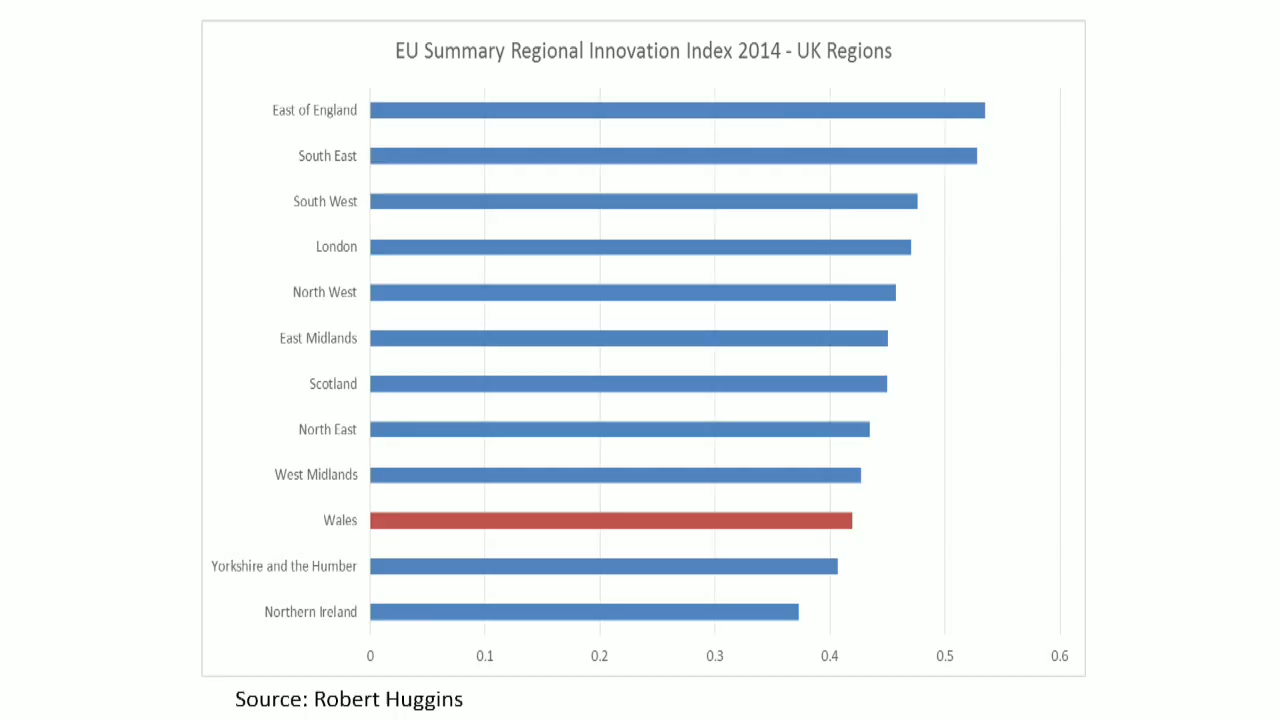 EU Summary Regional Innovation Index 2014 - UK Regions
East of England
South East
South West
London
North West
East Midlands
Scotland
North East
West Midlands
Wales
Yorkshire and the Humber
Northern Ireland
0 0.1 0.2 0.3 0.4 0.5 0.6
Source: Robert Huggins